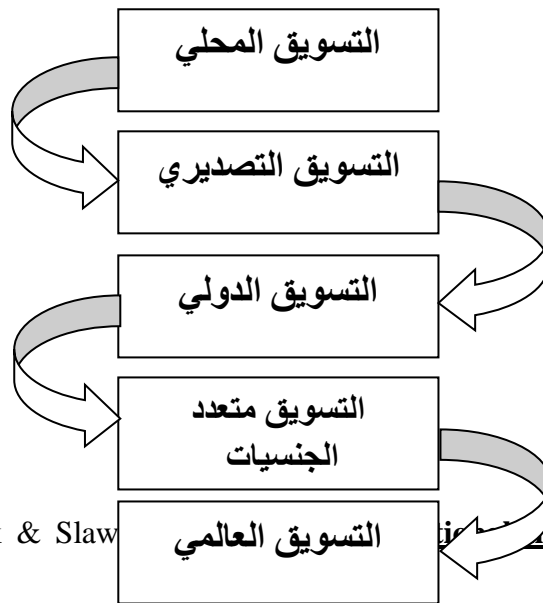 التسويق المحلي
التسويق التصديري
التسويق الدولي
التسويق متعدد
الجنسيات
التسويق العالمي
& Slaw